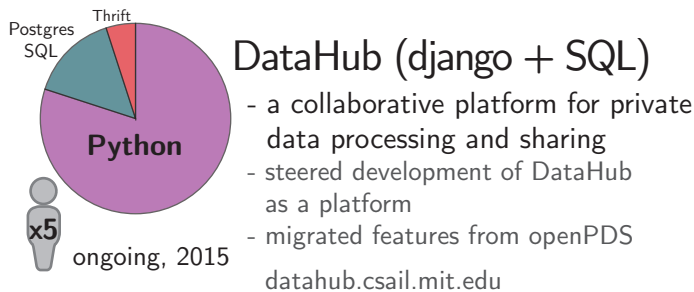 Thrift
Postgres
SQL
Python
x5
ongoing, 2015
DataHub (django + SQL)
- a collaborative platform for private
data processing and sharing
- steered development of DataHub
as a platform
- migrated features from openPDS
datahub.csail.mit.edu